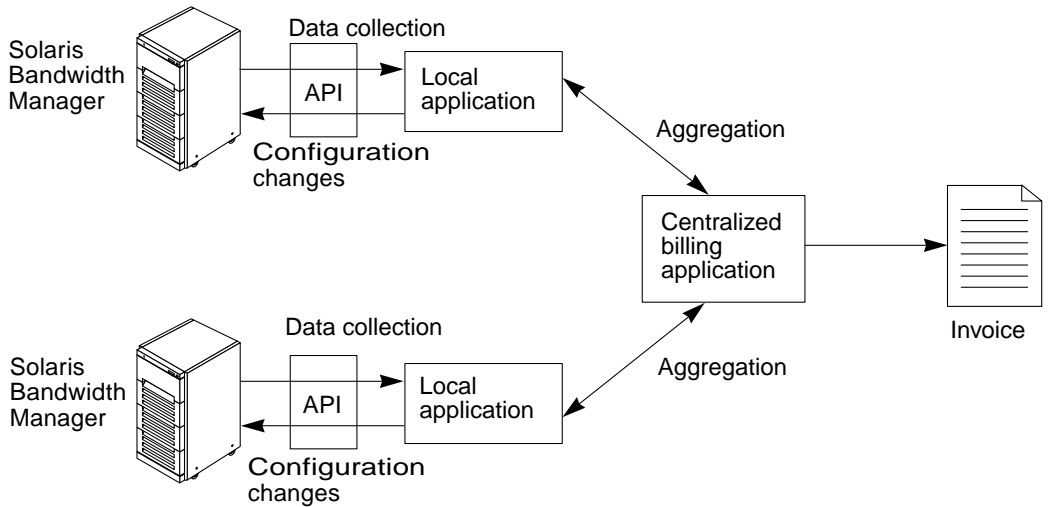 Data collection
Solaris
Bandwidth
Manager
API
Local
application
Configuration
changes
Aggregation
Centralized
billing
application
Invoice
Data collection
Solaris
Bandwidth
Manager
API
Local
application
Aggregation
Configuration
changes